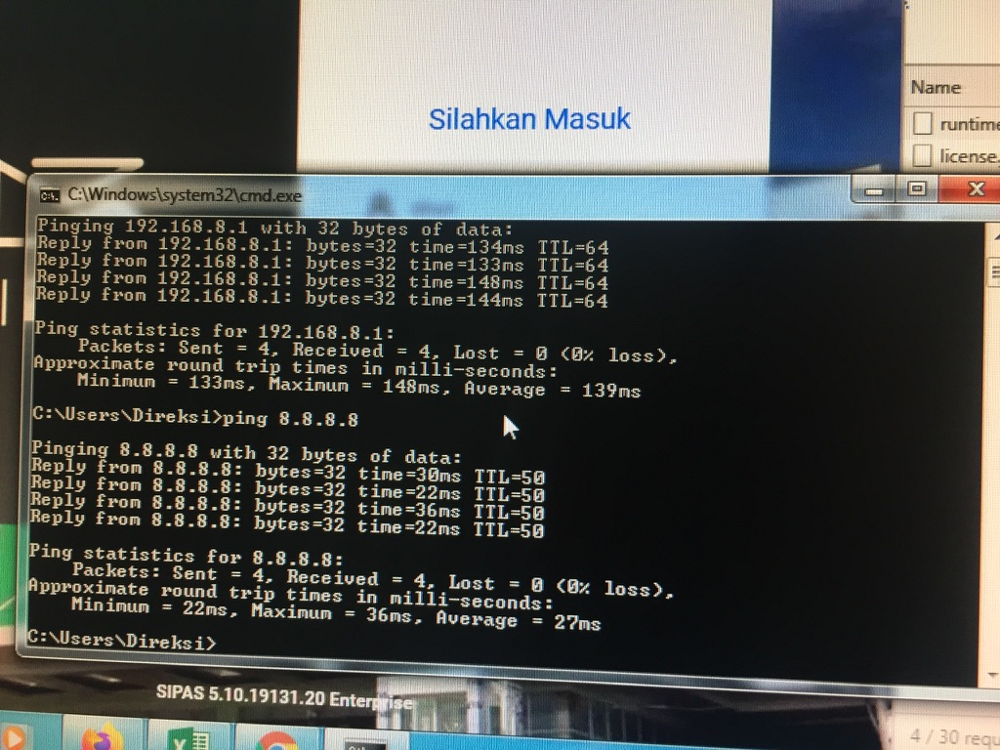 Silahkan Masuk
Name
runtime
license.
C:\Windows\system32\cmd.exe
Pinging 192.168.8.1 with 32 bytes of data:
Reply from 192.168.8.1: bytes=32 time=134ms TTL=64
Reply from 192.168.8.1: bytes=32 time=133ms TTL=64
Reply from 192.168.8.1: bytes=32 time=148ms TTL=64
Reply from 192.168.8.1: bytes=32 time=144ms TTL=64
Ping statistics for 192.168.8.1:
Packets: Sent = 4, Received = 4, Lost = 0 (0% loss),
Approximate round trip times in milli-seconds:
Minimum = 133ms, Maximum = 148ms, Average = 139ms
C:\Users\Direksi>ping 8.8.8.8
Pinging 8.8.8.8 with 32 bytes of data:
Reply from 8.8.8.8: bytes=32 time=30ms TTL=50
Reply from 8.8.8.8: bytes=32 time=22ms TTL=50
Reply from 8.8.8.8: bytes=32 time=36ms TTL=50
Reply from 8.8.8.8: bytes=32 time=22ms TTL=50
Ping statistics for 8.8.8.8:
Packets: Sent = 4, Received = 4, Lost = 0 (0% loss),
Approximate round trip times in milli-seconds:
Minimum = 22ms, Maximum = 36ms, Average = 27ms
C:\Users\Direksi>
SIPAS 5.10.19131.20 Enterprise
4 / 30 requ